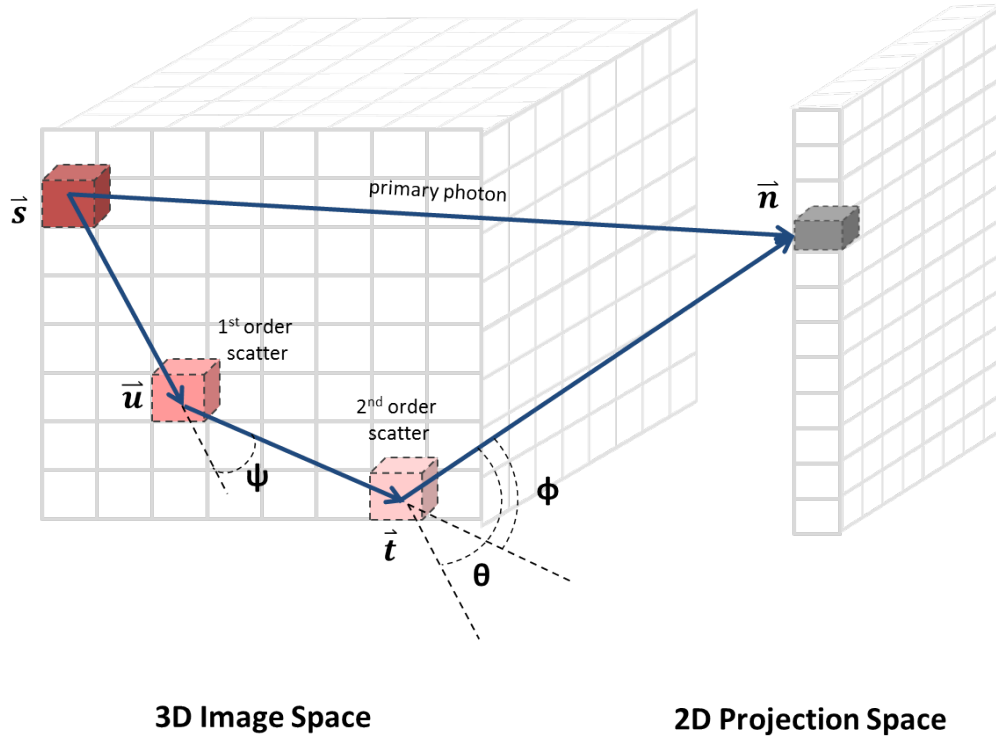 primary photon
s⃗
n⃗
1st order
scatter
u⃗
2nd order
scatter
ψ
t⃗
ϕ
θ
3D Image Space
2D Projection Space